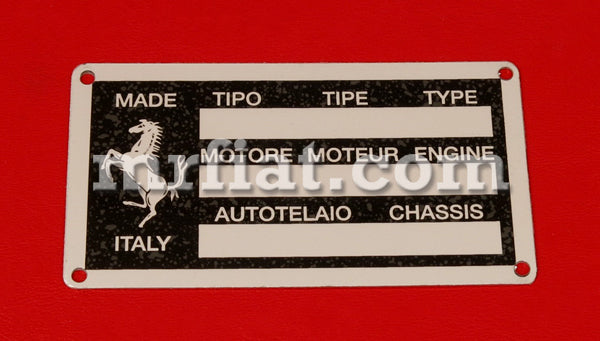 MADE
TIPO TIPE TYPE
MOTORE MOTEUR ENGINE
mrfiat.com
AUTOTELAIO CHASSIS
ITALY